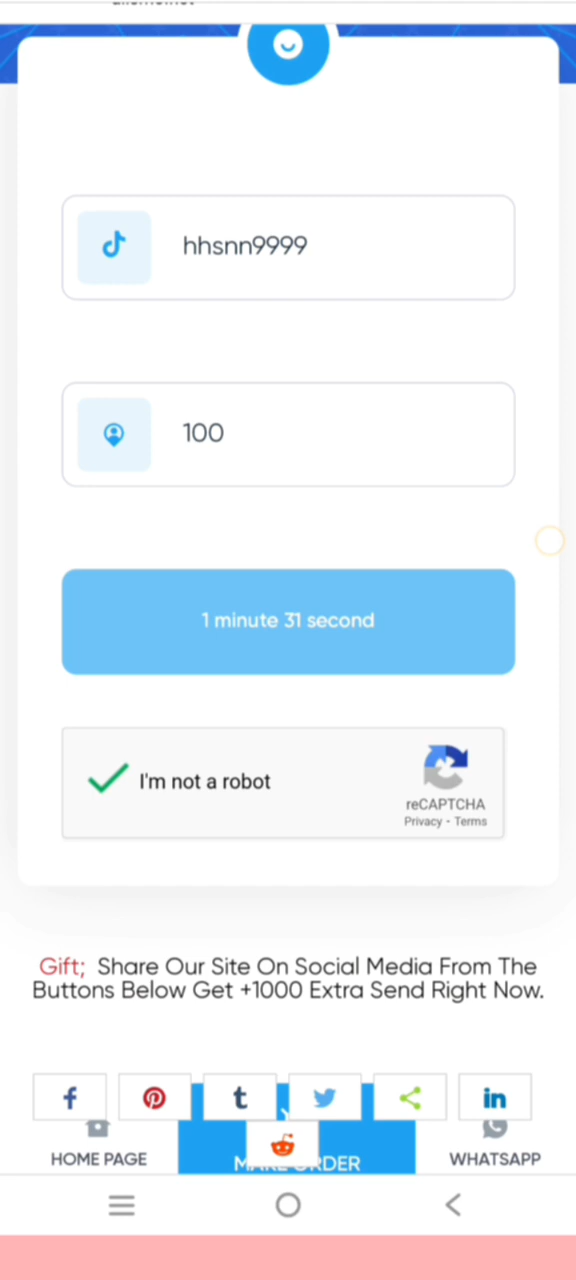 hhsnn9999
100
1 minute 31 second
I'm not a robot
reCAPTCHA
Privacy - Terms
Gift; Share Our Site On Social Media From The
Buttons Below Get +1000 Extra Send Right Now.
HOME PAGE
WHATSAPP